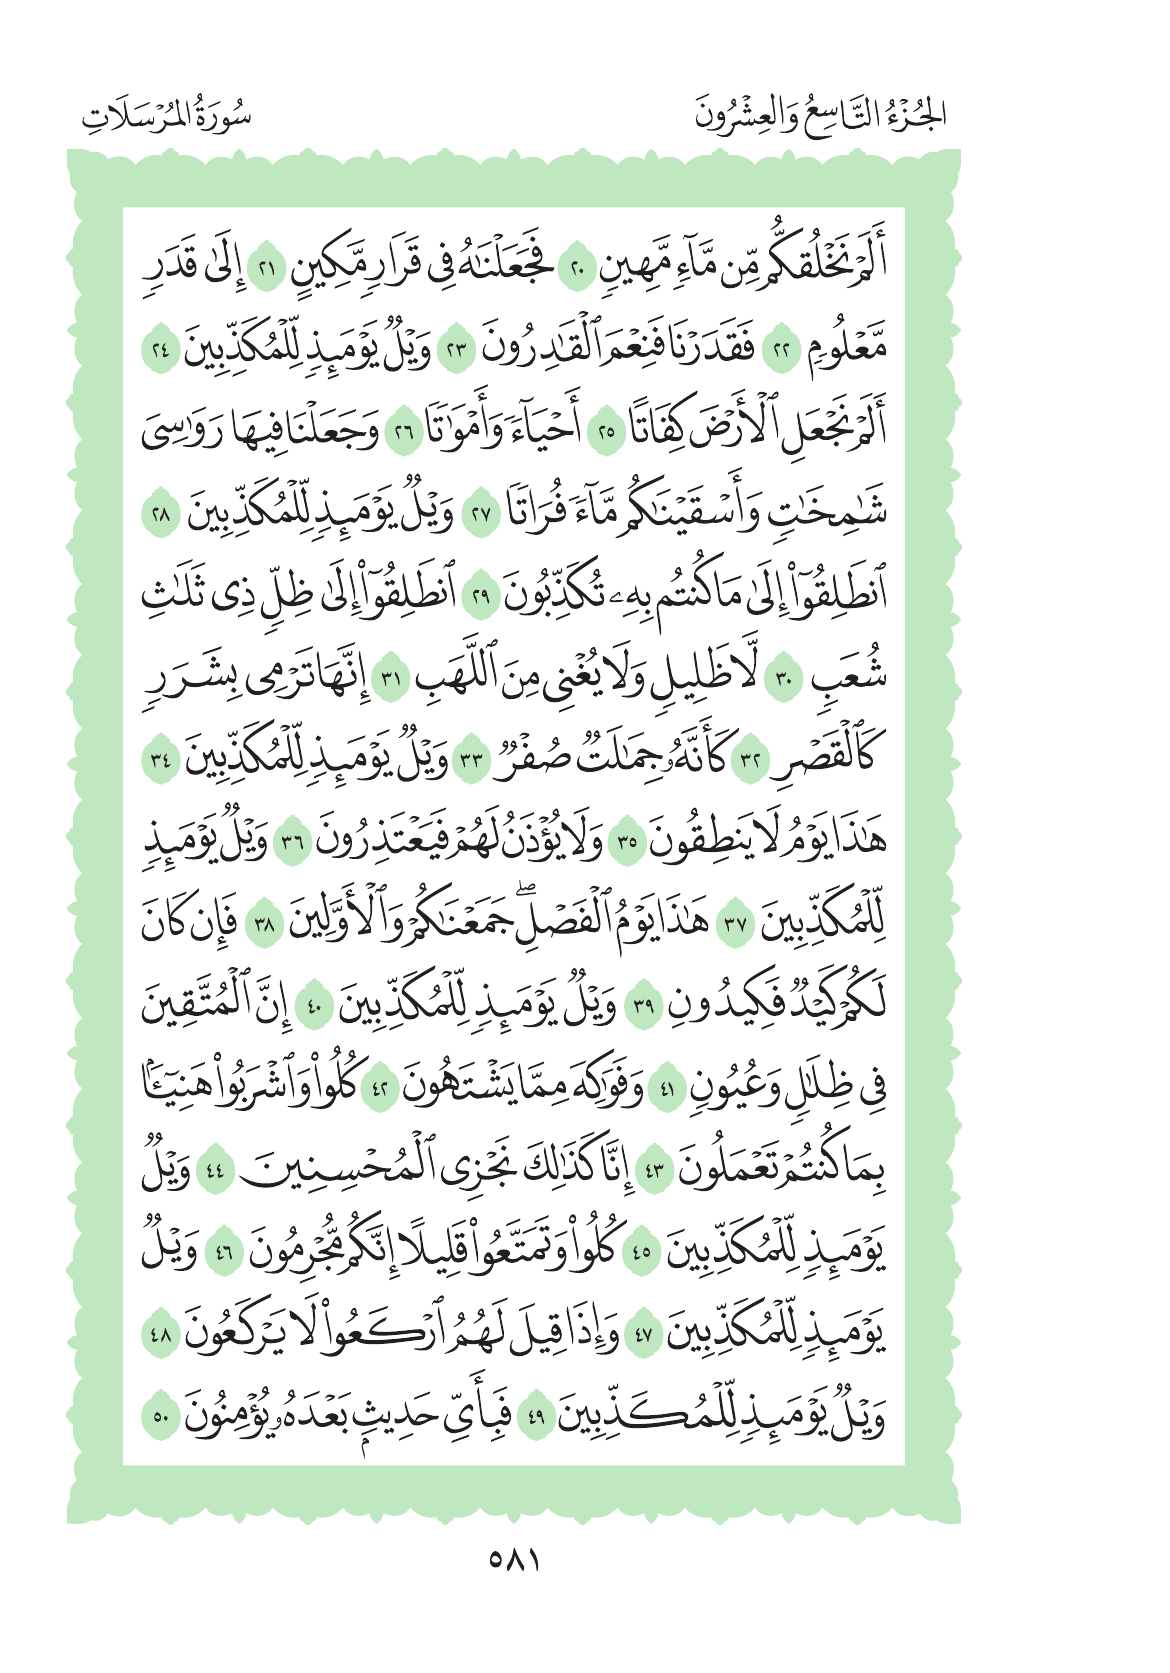 الجُزْءُ التَّاسِعُ وَالعِشْرُونَ
سُورَةُ المُرْسَلَاتِ
أَلَمْ نَخْلُقكُّم مِّن مَّآءٖ مَّهِينٖ ٢٠ فَجَعَلْنَٰهُ فِي قَرَارٖ مَّكِينٍ ٢١ إِلَىٰ قَدَرٖ
مَّعْلُومٖ ٢٢ فَقَدَرْنَا فَنِعْمَ ٱلْقَٰدِرُونَ ٢٣ وَيْلٞ يَوْمَئِذٖ لِّلْمُكَذِّبِينَ ٢٤
أَلَمْ نَجْعَلِ ٱلْأَرْضَ كِفَاتًا ٢٥ أَحْيَآءٗ وَأَمْوَٰتٗا ٢٦ وَجَعَلْنَا فِيهَا رَوَٰسِيَ
شَٰمِخَٰتٖ وَأَسْقَيْنَٰكُم مَّآءٗ فُرَاتٗا ٢٧ وَيْلٞ يَوْمَئِذٖ لِّلْمُكَذِّبِينَ ٢٨
ٱنطَلِقُوٓا۟ إِلَىٰ مَا كُنتُم بِهِۦ تُكَذِّبُونَ ٢٩ ٱنطَلِقُوٓا۟ إِلَىٰ ظِلّٖ ذِي ثَلَٰثِ
شُعَبٖ ٣٠ لَّا ظَلِيلٖ وَلَا يُغْنِي مِنَ ٱللَّهَبِ ٣١ إِنَّهَا تَرْمِي بِشَرَرٖ
كَٱلْقَصْرِ ٣٢ كَأَنَّهُۥ جِمَٰلَتٞ صُفْرٞ ٣٣ وَيْلٞ يَوْمَئِذٖ لِّلْمُكَذِّبِينَ ٣٤
هَٰذَا يَوْمُ لَا يَنطِقُونَ ٣٥ وَلَا يُؤْذَنُ لَهُمْ فَيَعْتَذِرُونَ ٣٦ وَيْلٞ يَوْمَئِذٖ
لِّلْمُكَذِّبِينَ ٣٧ هَٰذَا يَوْمُ ٱلْفَصْلِۖ جَمَعْنَٰكُمْ وَٱلْأَوَّلِينَ ٣٨ فَإِن كَانَ
لَكُمْ كَيْدٞ فَكِيدُونِ ٣٩ وَيْلٞ يَوْمَئِذٖ لِّلْمُكَذِّبِينَ ٤٠ إِنَّ ٱلْمُتَّقِينَ
فِي ظِلَٰلٖ وَعُيُونٖ ٤١ وَفَوَٰكِهَ مِمَّا يَشْتَهُونَ ٤٢ كُلُوا۟ وَٱشْرَبُوا۟ هَنِيٓـَٔۢا
بِمَا كُنتُمْ تَعْمَلُونَ ٤٣ إِنَّا كَذَٰلِكَ نَجْزِي ٱلْمُحْسِنِينَ ٤٤ وَيْلٞ
يَوْمَئِذٖ لِّلْمُكَذِّبِينَ ٤٥ كُلُوا۟ وَتَمَتَّعُوا۟ قَلِيلًا إِنَّكُم مُّجْرِمُونَ ٤٦ وَيْلٞ
يَوْمَئِذٖ لِّلْمُكَذِّبِينَ ٤٧ وَإِذَا قِيلَ لَهُمُ ٱرْكَعُوا۟ لَا يَرْكَعُونَ ٤٨
وَيْلٞ يَوْمَئِذٖ لِّلْمُكَذِّبِينَ ٤٩ فَبِأَيِّ حَدِيثِۭ بَعْدَهُۥ يُؤْمِنُونَ ٥٠
٥٨١